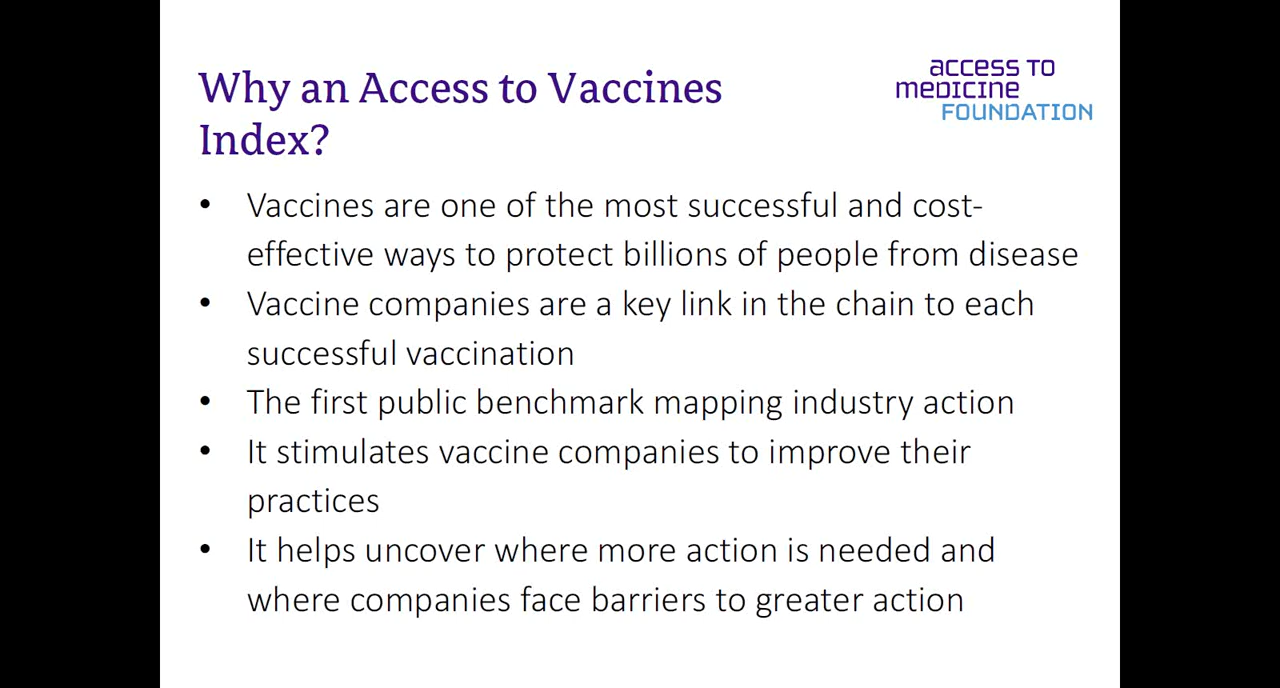 Why an Access to Vaccines
Index?
access to
medicine
FOUNDATION
• Vaccines are one of the most successful and cost-
effective ways to protect billions of people from disease
• Vaccine companies are a key link in the chain to each
successful vaccination
• The first public benchmark mapping industry action
• It stimulates vaccine companies to improve their
practices
• It helps uncover where more action is needed and
where companies face barriers to greater action